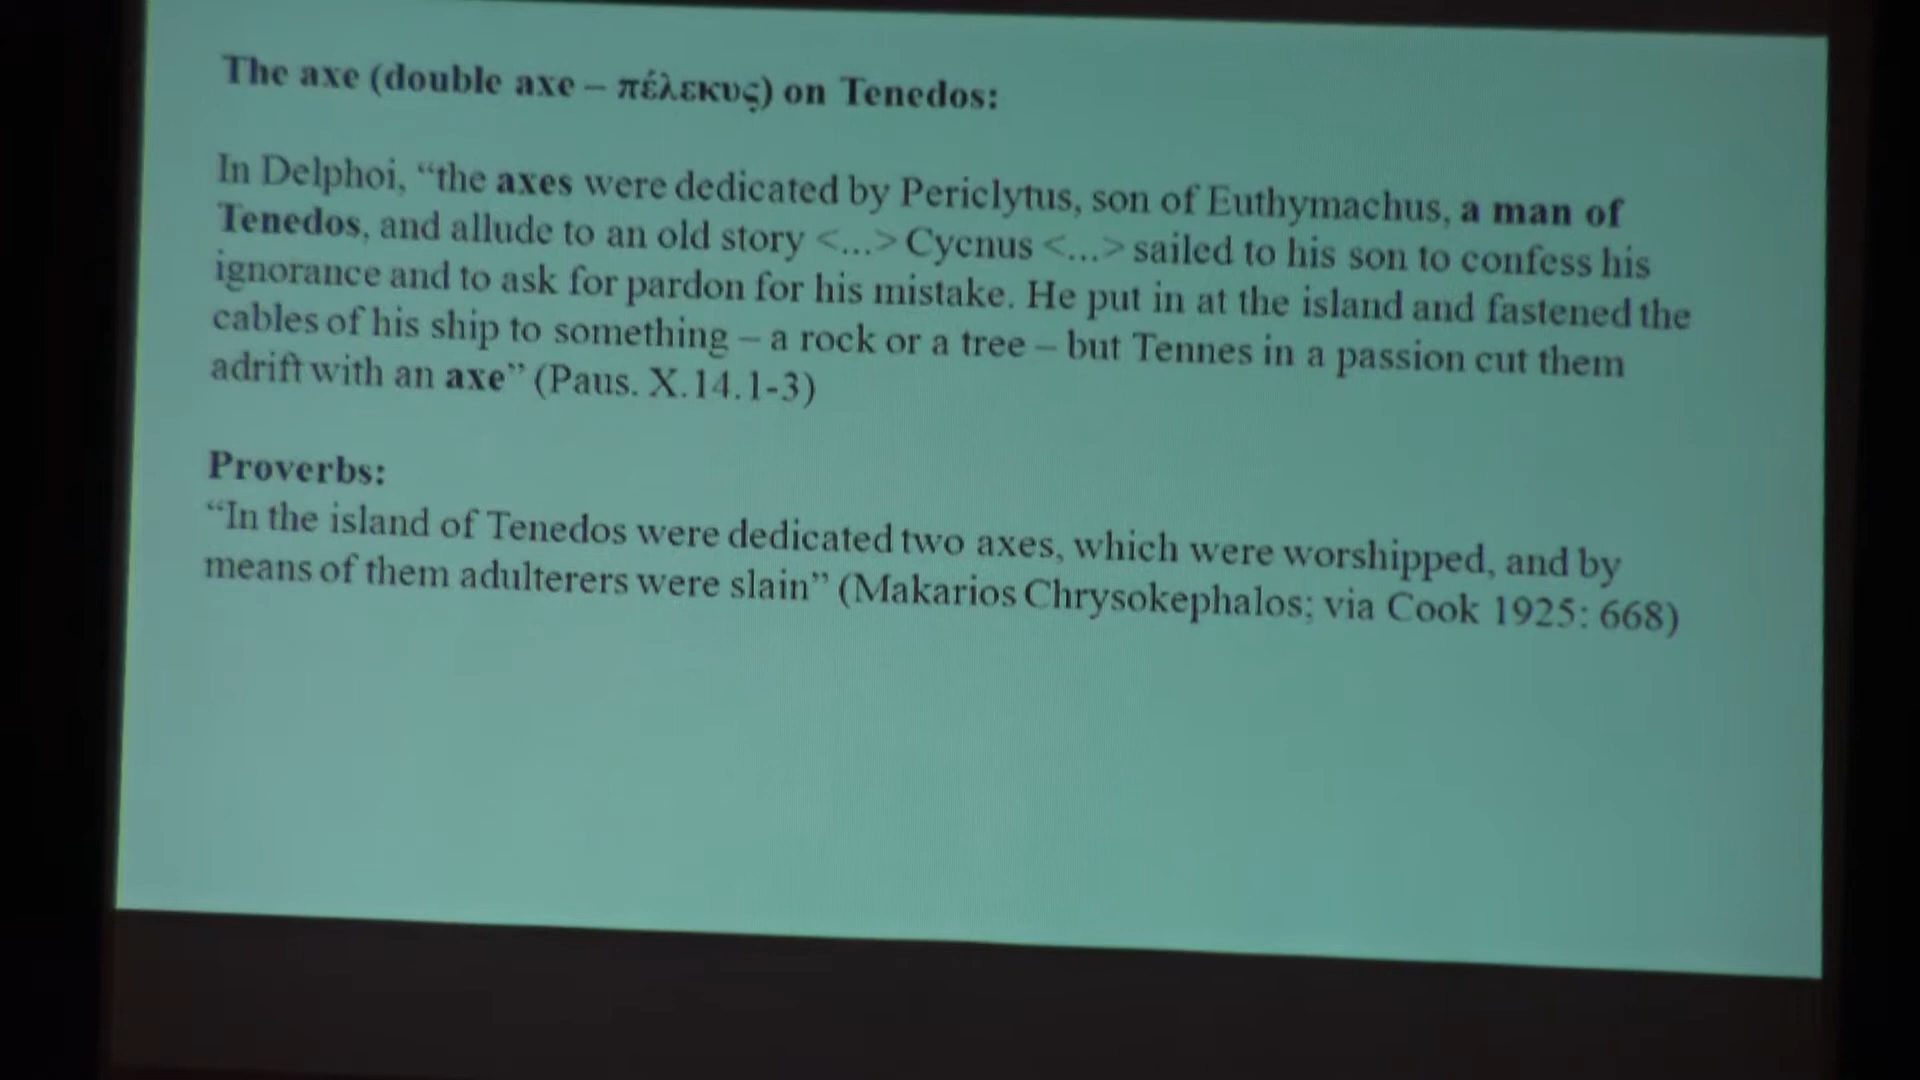 The axe (double axe – πέλεκυς) on Tenedos:
In Delphoi, “the axes were dedicated by Periclytus, son of Euthymachus, a man of
Tenedos, and allude to an old story <...> Cycnus <...> sailed to his son to confess his
ignorance and to ask for pardon for his mistake. He put in at the island and fastened the
cables of his ship to something – a rock or a tree – but Tennes in a passion cut them
adrift with an axe” (Paus. X.14.1-3)
Proverbs:
“In the island of Tenedos were dedicated two axes, which were worshipped, and by
means of them adulterers were slain” (Makarios Chrysokephalos; via Cook 1925: 668)